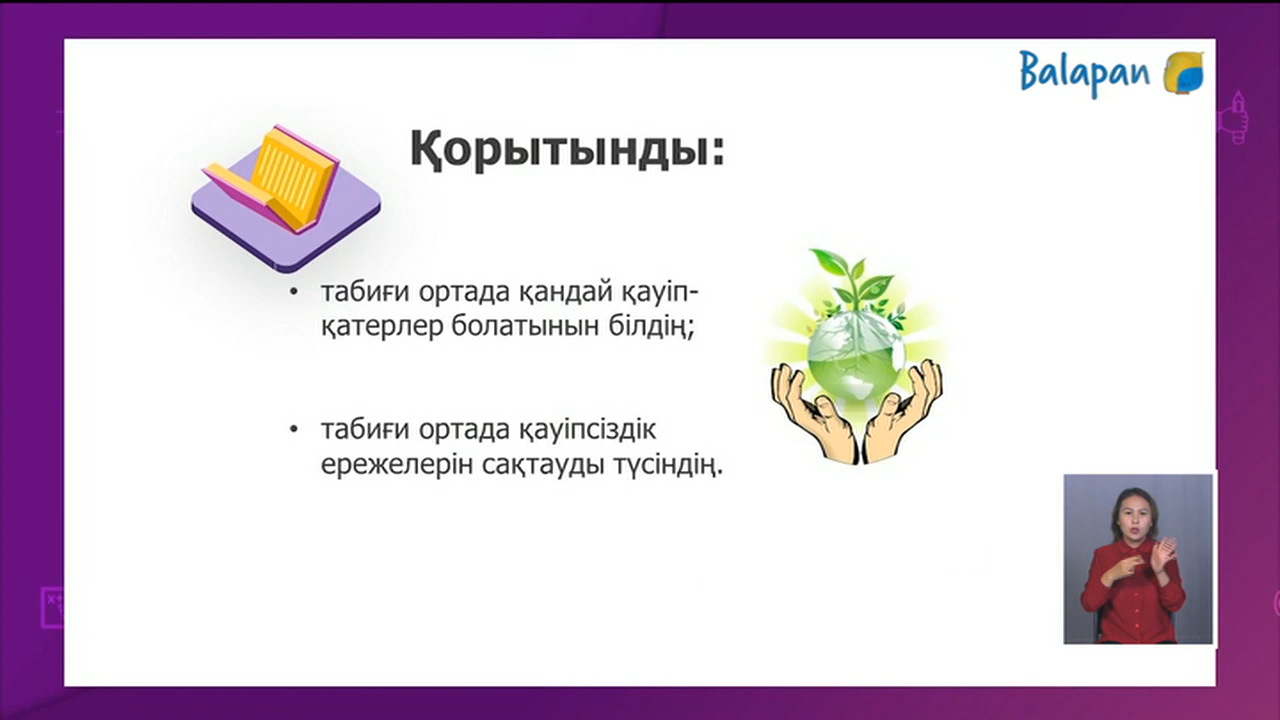 Balapan
Қорытынды:
• табиғи ортада қандай қауіп-
қатерлер болатынын білдің;
• табиғи ортада қауіпсіздік
ережелерін сақтауды түсіндің.